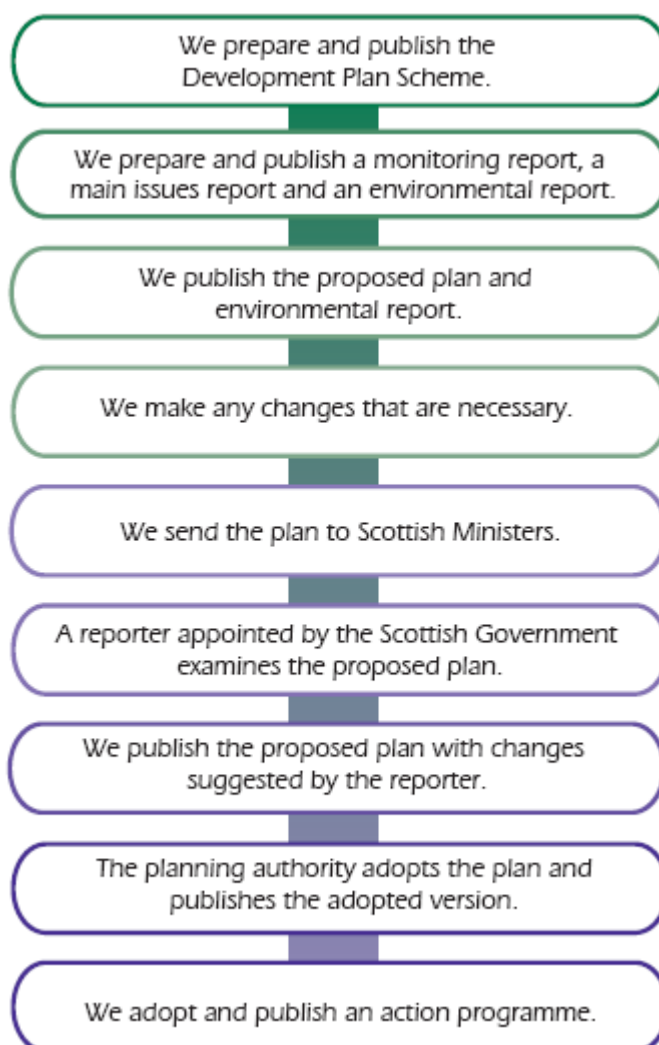 We prepare and publish the
Development Plan Scheme.
We prepare and publish a monitoring report, a
main issues report and an environmental report.
We publish the proposed plan and
environmental report.
We make any changes that are necessary.
We send the plan to Scottish Ministers.
A reporter appointed by the Scottish Government
examines the proposed plan.
We publish the proposed plan with changes
suggested by the reporter.
The planning authority adopts the plan and
publishes the adopted version.
We adopt and publish an action programme.